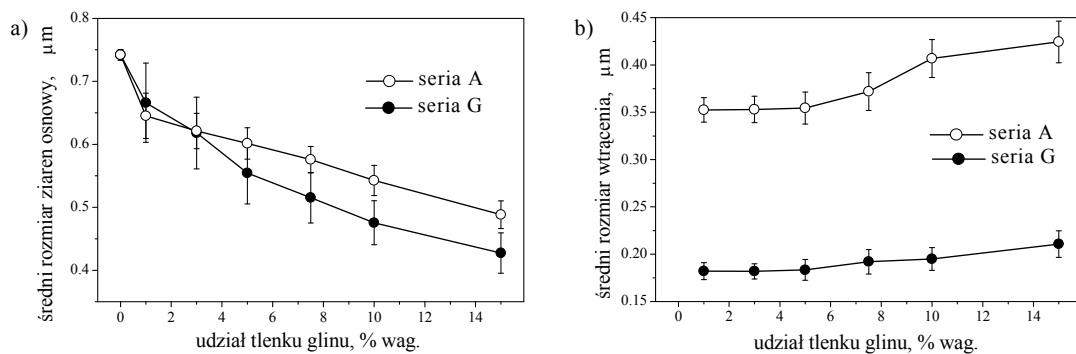 a)
średni rozmiar ziaren osnowy, µm
0.8
0.7
0.6
0.5
0.4
0 2 4 6 8 10 12 14
udział tlenku glinu, % wag.
seria A
seria G
b)
średni rozmiar wtrącenia, µm
0.45
0.40
0.35
0.30
0.25
0.20
0.15
0 2 4 6 8 10 12 14
udział tlenku glinu, % wag.
seria A
seria G